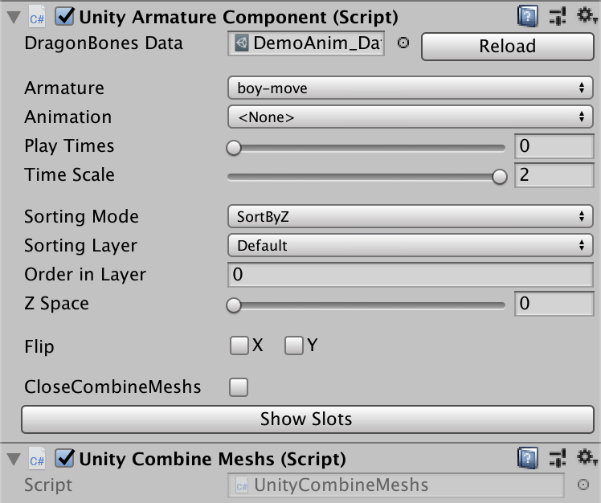 Unity Armature Component (Script)
DragonBones Data DemoAnim_Da Reload
Armature boy-move
Animation <None>
Play Times 0
Time Scale 2
Sorting Mode SortByZ
Sorting Layer Default
Order in Layer 0
Z Space 0
Flip X Y
CloseCombineMeshs
Show Slots
C# Unity Combine Meshs (Script)
Script C# UnityCombineMeshs